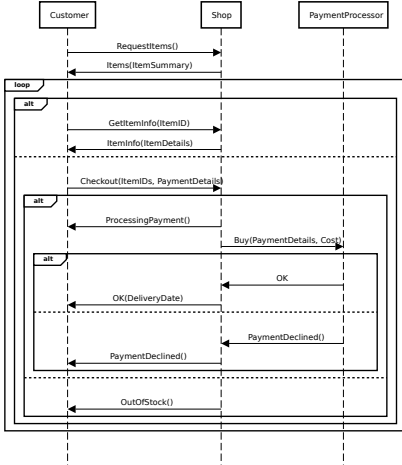 Customer
Shop
PaymentProcessor
RequestItems()
Items(ItemSummary)
loop
alt
GetItemInfo(ItemID)
ItemInfo(ItemDetails)
Checkout(ItemIDs, PaymentDetails)
alt
ProcessingPayment()
Buy(PaymentDetails, Cost)
alt
OK
OK(DeliveryDate)
PaymentDeclined()
PaymentDeclined()
OutOfStock()